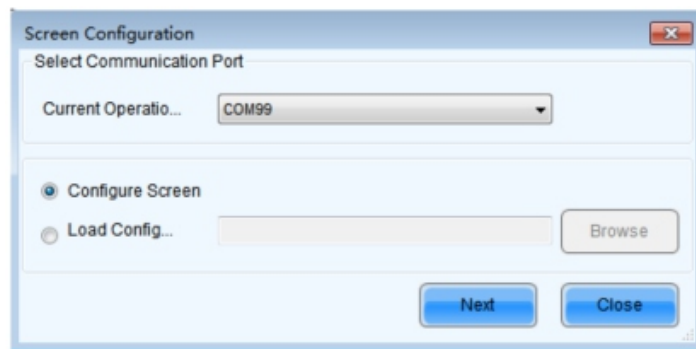 Screen Configuration
Select Communication Port
Current Operatio...
COM99
Configure Screen
Load Config...
Browse
Next
Close